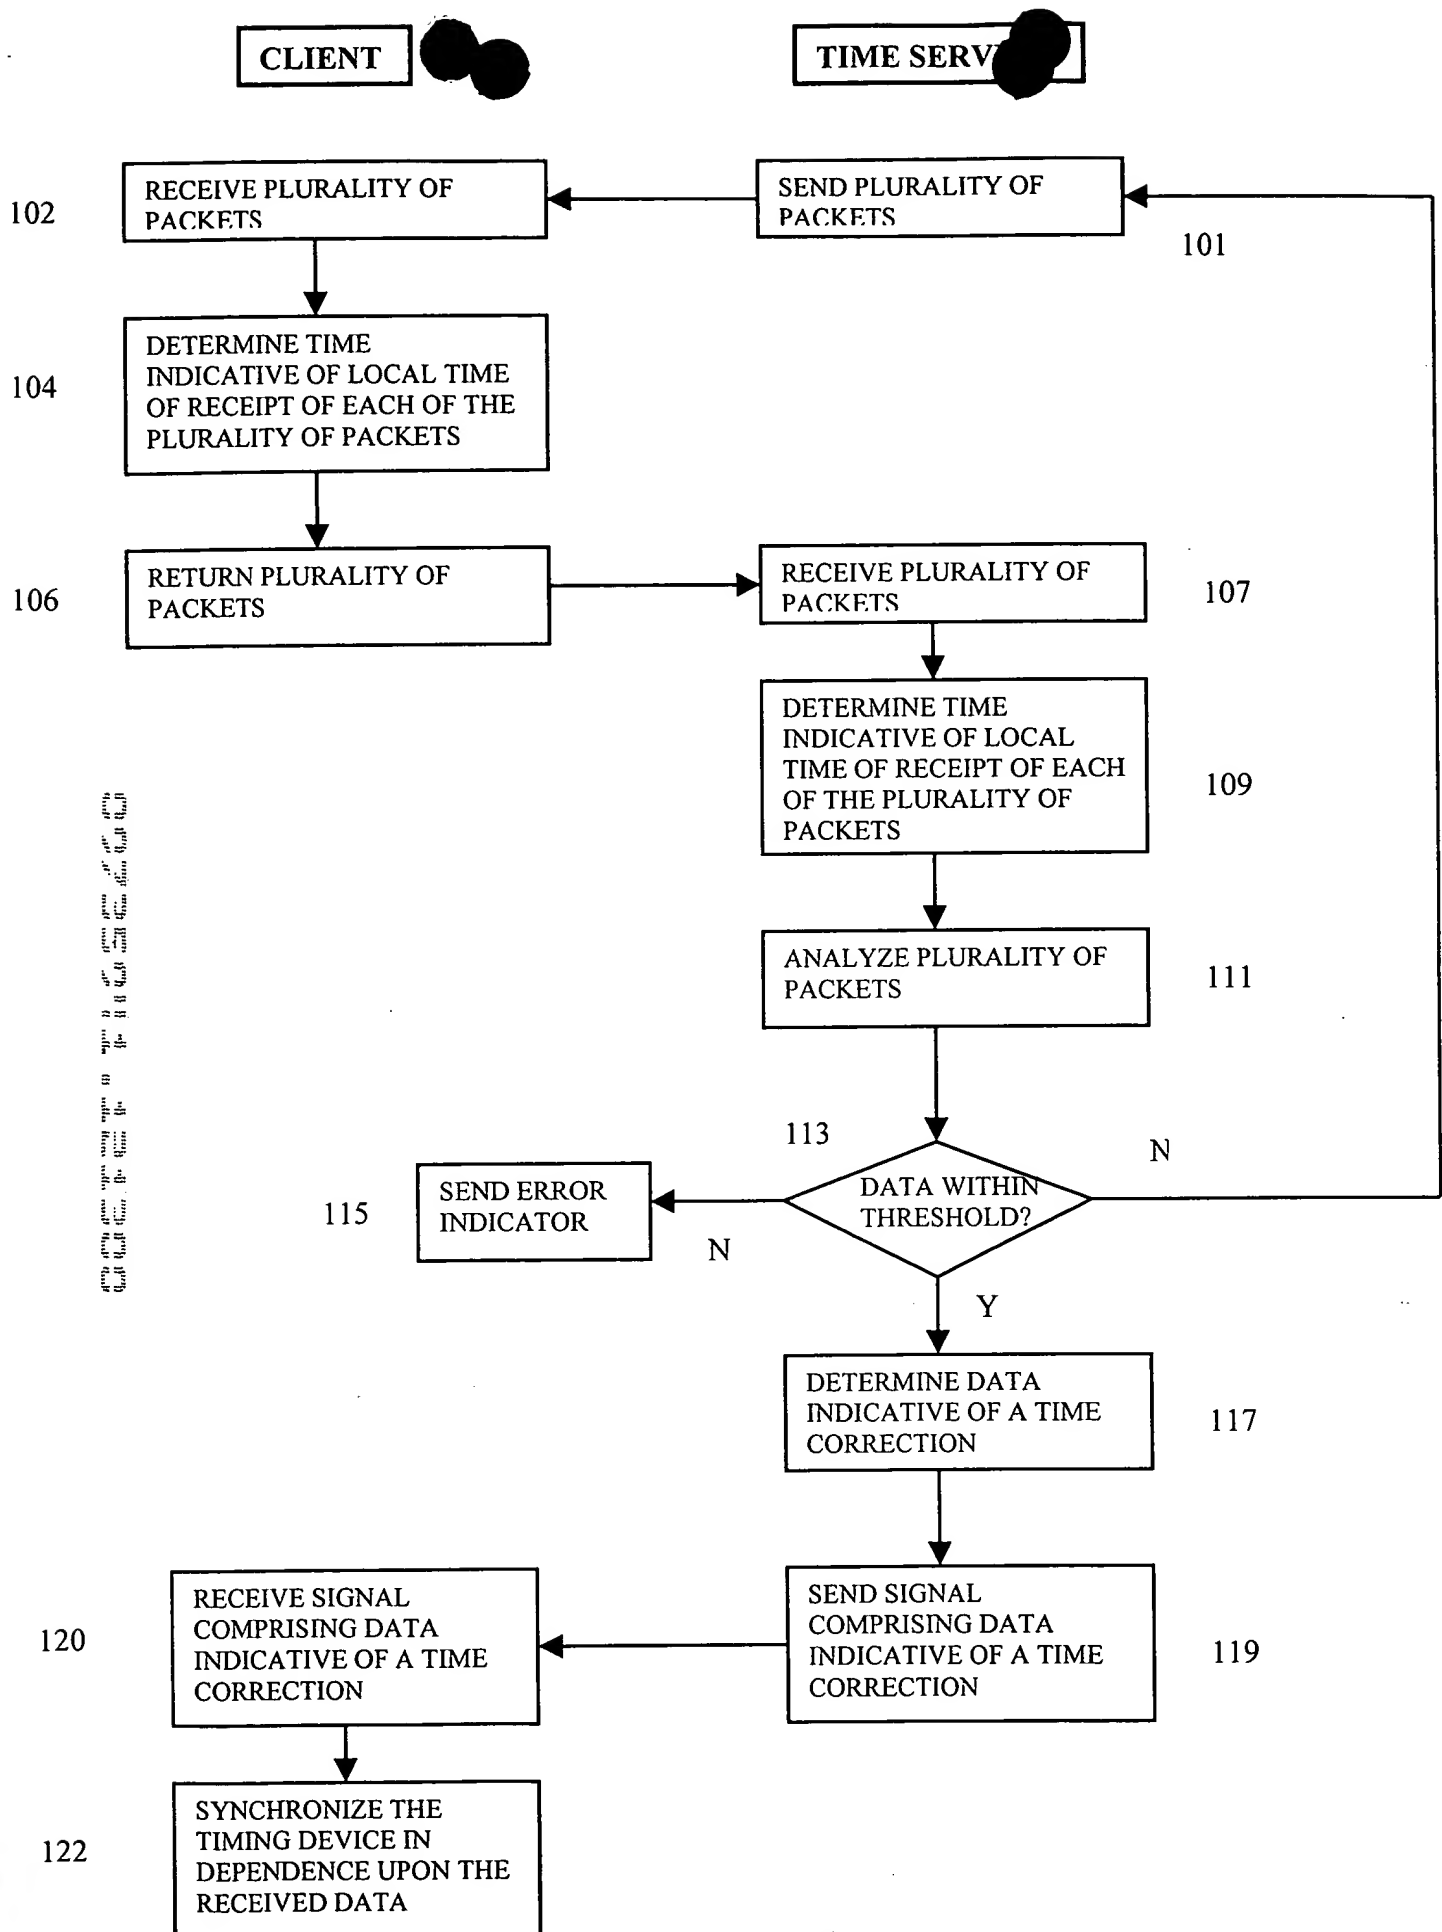 CLIENT
TIME SERV
RECEIVE PLURALITY OF
PACKETS
102
SEND PLURALITY OF
PACKETS
101
DETERMINE TIME
INDICATIVE OF LOCAL TIME
OF RECEIPT OF EACH OF THE
PLURALITY OF PACKETS
104
RETURN PLURALITY OF
PACKETS
106
RECEIVE PLURALITY OF
PACKETS
107
DETERMINE TIME
INDICATIVE OF LOCAL
TIME OF RECEIPT OF EACH
OF THE PLURALITY OF
PACKETS
109
ANALYZE PLURALITY OF
PACKETS
111
113
DATA WITHIN
THRESHOLD?
N
N
Y
SEND ERROR
INDICATOR
115
DETERMINE DATA
INDICATIVE OF A TIME
CORRECTION
117
SEND SIGNAL
COMPRISING DATA
INDICATIVE OF A TIME
CORRECTION
119
RECEIVE SIGNAL
COMPRISING DATA
INDICATIVE OF A TIME
CORRECTION
120
SYNCHRONIZE THE
TIMING DEVICE IN
DEPENDENCE UPON THE
RECEIVED DATA
122